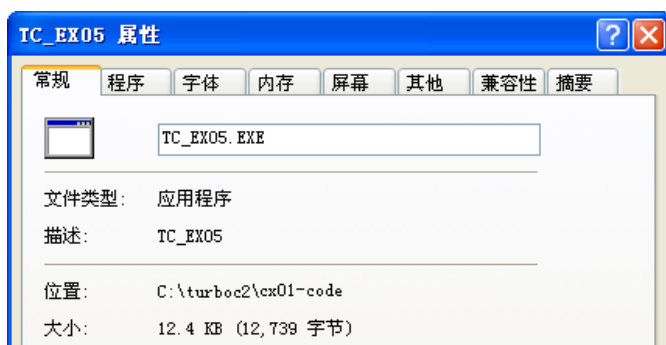 TC_EX05 属性
常规 程序 字体 内存 屏幕 其他 兼容性 摘要
TC_EX05.EXE
文件类型: 应用程序
描述: TC_EX05
位置: C:\turboc2\cx01-code
大小: 12.4 KB (12,739 字节)